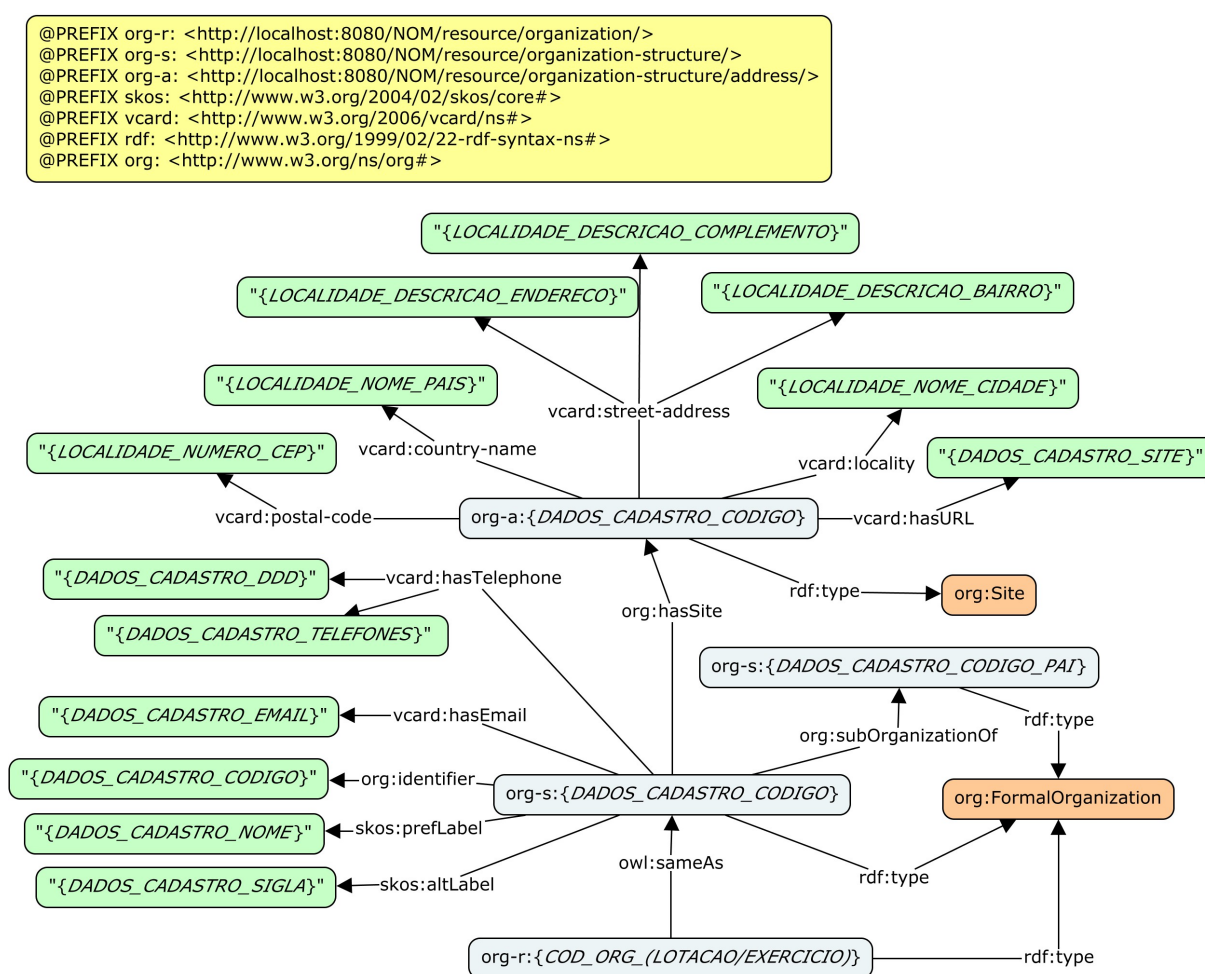 @PREFIX org-r: <http://localhost:8080/NOM/resource/organization/>
@PREFIX org-s: <http://localhost:8080/NOM/resource/organization-structure/>
@PREFIX org-a: <http://localhost:8080/NOM/resource/organization-structure/address/>
@PREFIX skos: <http://www.w3.org/2004/02/skos/core#>
@PREFIX vcard: <http://www.w3.org/2006/vcard/ns#>
@PREFIX rdf: <http://www.w3.org/1999/02/22-rdf-syntax-ns#>
@PREFIX org: <http://www.w3.org/ns/org#>
"{LOCALIDADE_DESCRICAO_COMPLEMENTO}"
"{LOCALIDADE_DESCRICAO_ENDERECO}"
"{LOCALIDADE_DESCRICAO_BAIRRO}"
"{LOCALIDADE_NOME_PAIS}"
"{LOCALIDADE_NOME_CIDADE}"
vcard:street-address
vcard:country-name
"{LOCALIDADE_NUMERO_CEP}"
vcard:locality
"{DADOS_CADASTRO_SITE}"
vcard:postal-code
org-a:{DADOS_CADASTRO_CODIGO}
vcard:hasURL
"{DADOS_CADASTRO_DDD}"
vcard:hasTelephone
rdf:type
org:Site
org:hasSite
"{DADOS_CADASTRO_TELEFONES}"
org-s:{DADOS_CADASTRO_CODIGO_PAI}
"{DADOS_CADASTRO_EMAIL}"
vcard:hasEmail
rdf:type
org:subOrganizationOf
"{DADOS_CADASTRO_CODIGO}"
org:identifier
org-s:{DADOS_CADASTRO_CODIGO}
org:FormalOrganization
"{DADOS_CADASTRO_NOME}"
skos:prefLabel
owl:sameAs
rdf:type
"{DADOS_CADASTRO_SIGLA}"
skos:altLabel
org-r:{COD_ORG_(LOTACAO/EXERCICIO)}
rdf:type